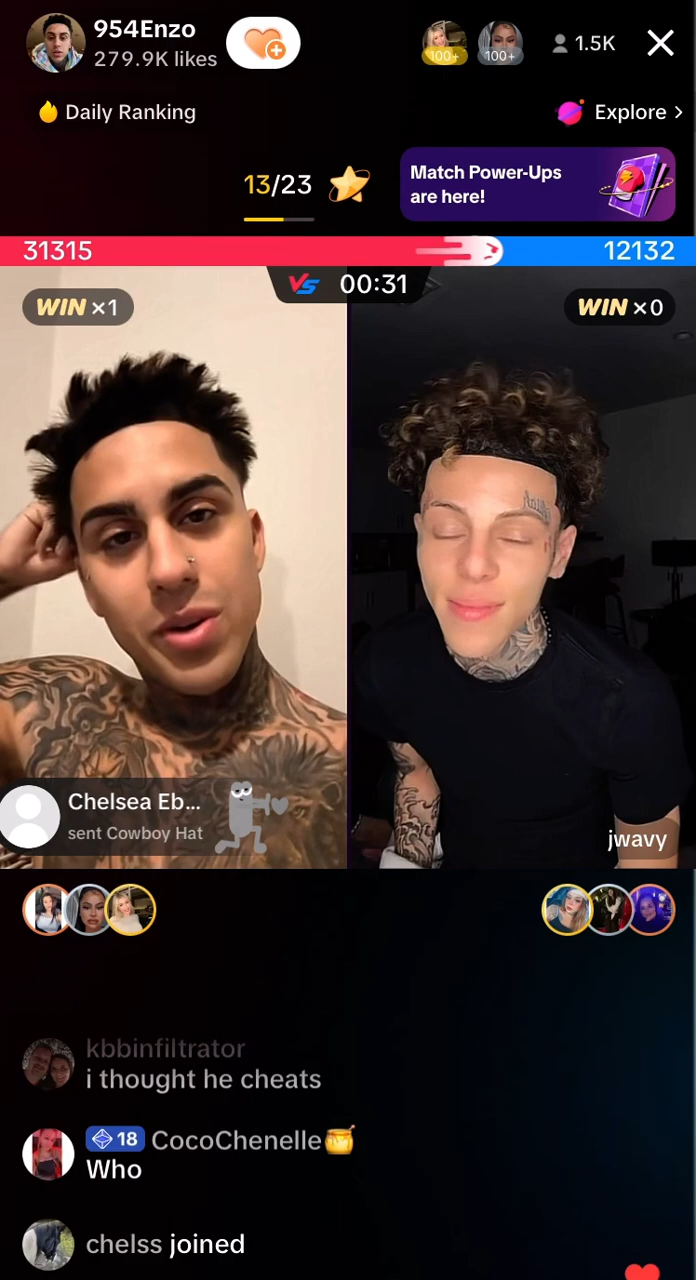 954Enzo
279.9K likes
100+
100+
1.5K
Daily Ranking
Explore >
13/23
Match Power-Ups
are here!
31315
12132
VS 00:31
WIN ×1
WIN ×0
Chelsea Eb...
sent Cowboy Hat
jwavy
kbbinfiltrator
i thought he cheats
18 CocoChenelle🍯
Who
chelss joined